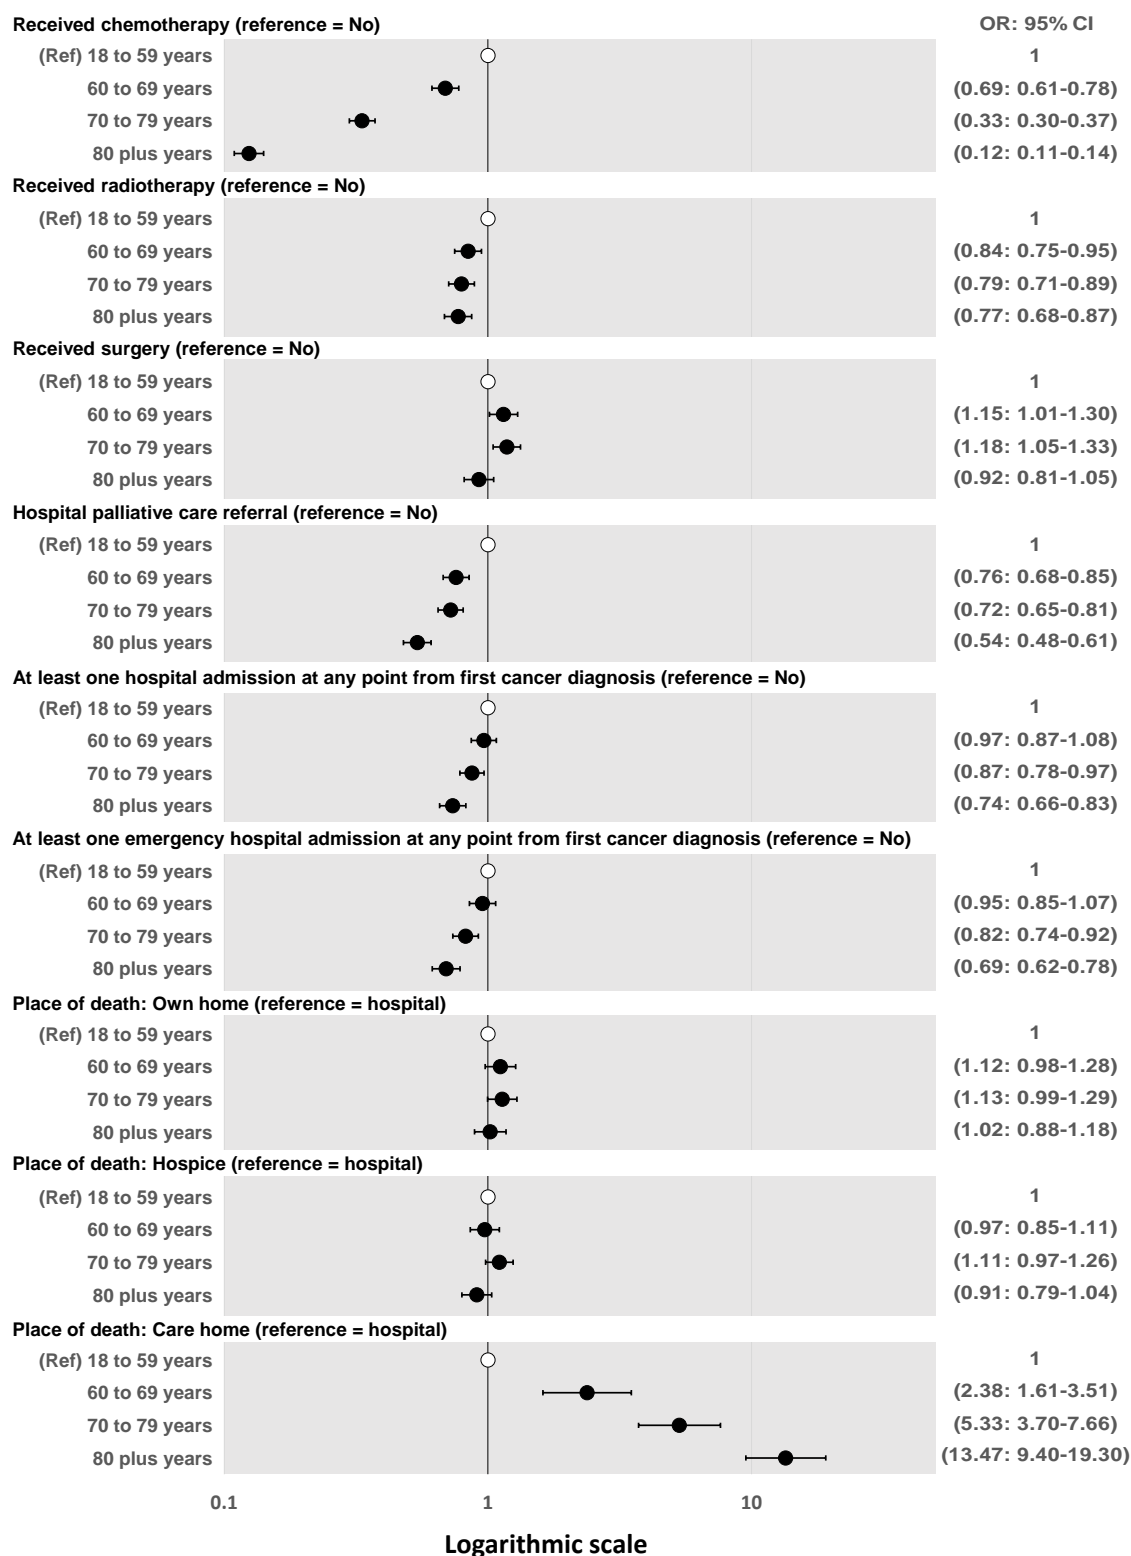 Received chemotherapy (reference = No) OR: 95% CI
(Ref) 18 to 59 years 1
60 to 69 years (0.69: 0.61-0.78)
70 to 79 years (0.33: 0.30-0.37)
80 plus years (0.12: 0.11-0.14)
Received radiotherapy (reference = No)
(Ref) 18 to 59 years 1
60 to 69 years (0.84: 0.75-0.95)
70 to 79 years (0.79: 0.71-0.89)
80 plus years (0.77: 0.68-0.87)
Received surgery (reference = No)
(Ref) 18 to 59 years 1
60 to 69 years (1.15: 1.01-1.30)
70 to 79 years (1.18: 1.05-1.33)
80 plus years (0.92: 0.81-1.05)
Hospital palliative care referral (reference = No)
(Ref) 18 to 59 years 1
60 to 69 years (0.76: 0.68-0.85)
70 to 79 years (0.72: 0.65-0.81)
80 plus years (0.54: 0.48-0.61)
At least one hospital admission at any point from first cancer diagnosis (reference = No)
(Ref) 18 to 59 years 1
60 to 69 years (0.97: 0.87-1.08)
70 to 79 years (0.87: 0.78-0.97)
80 plus years (0.74: 0.66-0.83)
At least one emergency hospital admission at any point from first cancer diagnosis (reference = No)
(Ref) 18 to 59 years 1
60 to 69 years (0.95: 0.85-1.07)
70 to 79 years (0.82: 0.74-0.92)
80 plus years (0.69: 0.62-0.78)
Place of death: Own home (reference = hospital)
(Ref) 18 to 59 years 1
60 to 69 years (1.12: 0.98-1.28)
70 to 79 years (1.13: 0.99-1.29)
80 plus years (1.02: 0.88-1.18)
Place of death: Hospice (reference = hospital)
(Ref) 18 to 59 years 1
60 to 69 years (0.97: 0.85-1.11)
70 to 79 years (1.11: 0.97-1.26)
80 plus years (0.91: 0.79-1.04)
Place of death: Care home (reference = hospital)
(Ref) 18 to 59 years 1
60 to 69 years (2.38: 1.61-3.51)
70 to 79 years (5.33: 3.70-7.66)
80 plus years (13.47: 9.40-19.30)
0.1 1 10
Logarithmic scale